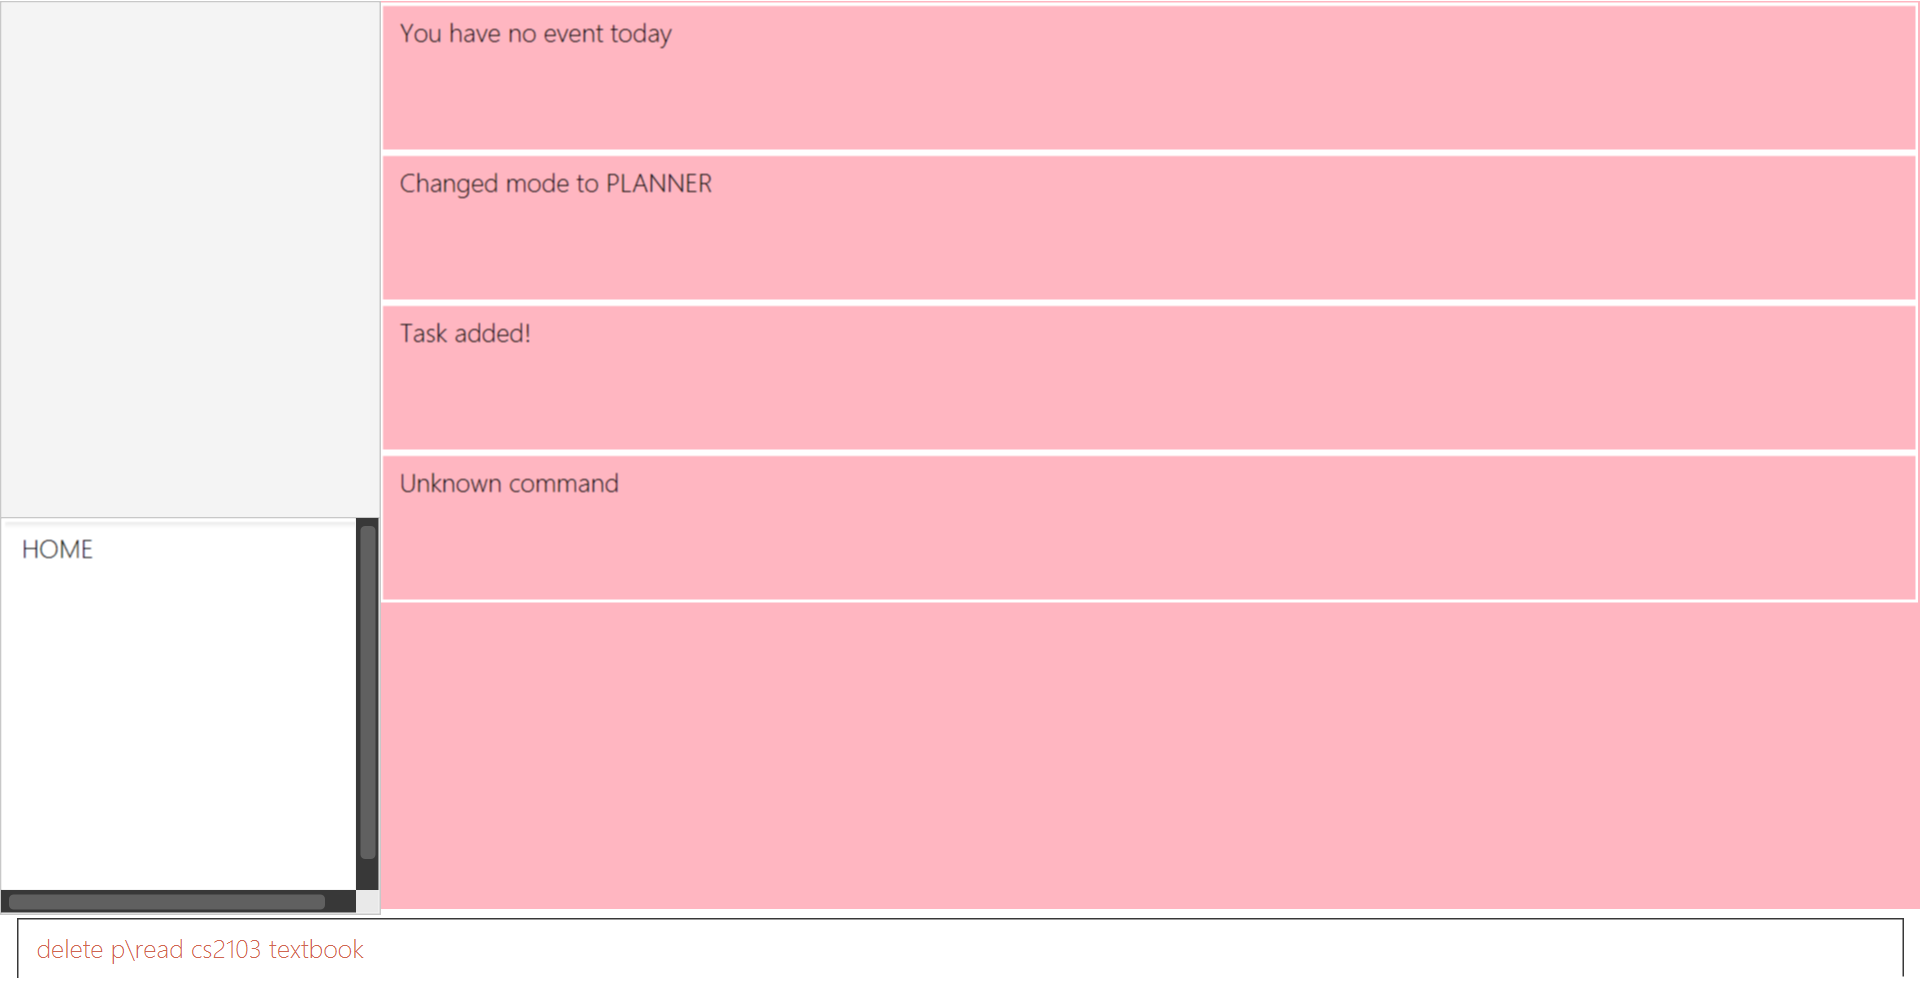 You have no event today
Changed mode to PLANNER
Task added!
Unknown command
HOME
delete p\read cs2103 textbook